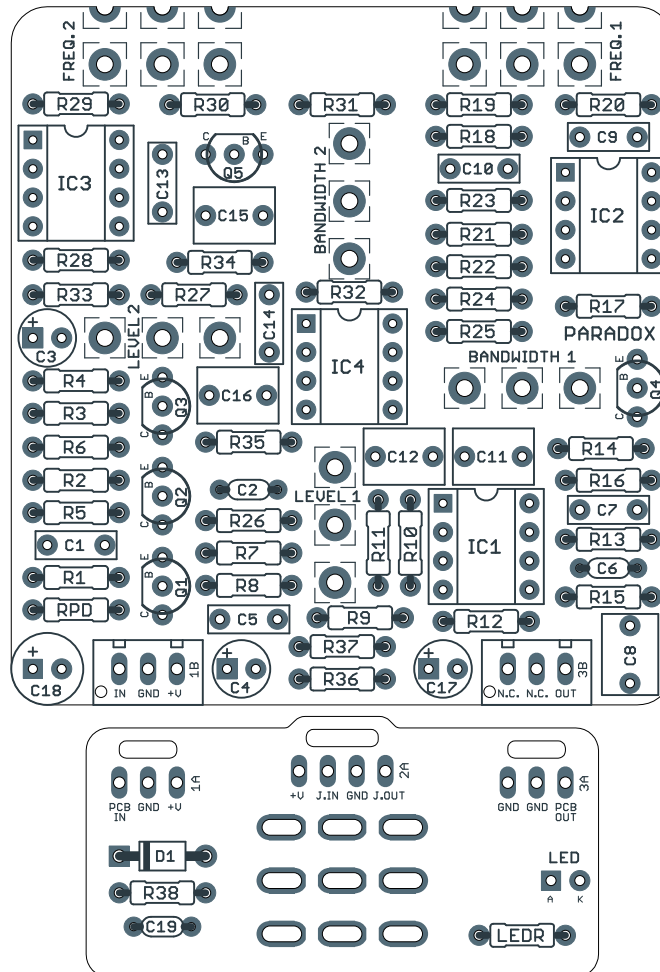 FREQ.2
FREQ.1
R29
R30
R31
R19
R20
R18
C9
IC3
C13
C
B
E
Q5
BANDWIDTH 2
C10
IC2
C15
R23
R21
R28
R34
R22
R33
R27
C14
R32
R24
R17
+
C3
LEVEL 2
R25
PARADOX
IC4
BANDWIDTH 1
R4
E
B
C
Q3
C16
E
B
C
Q4
R3
R6
R35
C12
C11
R14
R2
E
B
C
Q2
C2
LEVEL 1
R16
R5
R26
R11
R10
IC1
C7
C1
R7
R13
R1
E
B
C
Q1
R8
C6
RPD
C5
R9
R12
R15
R37
C8
+
C18
IN
GND
+V
1B
+
C4
R36
+
C17
N.C.
N.C.
OUT
3B
PCB IN
GND
+V
1A
+V
J.IN
GND
J.OUT
2A
GND
GND
PCB OUT
3A
D1
LED
R38
A
K
C19
LEDR